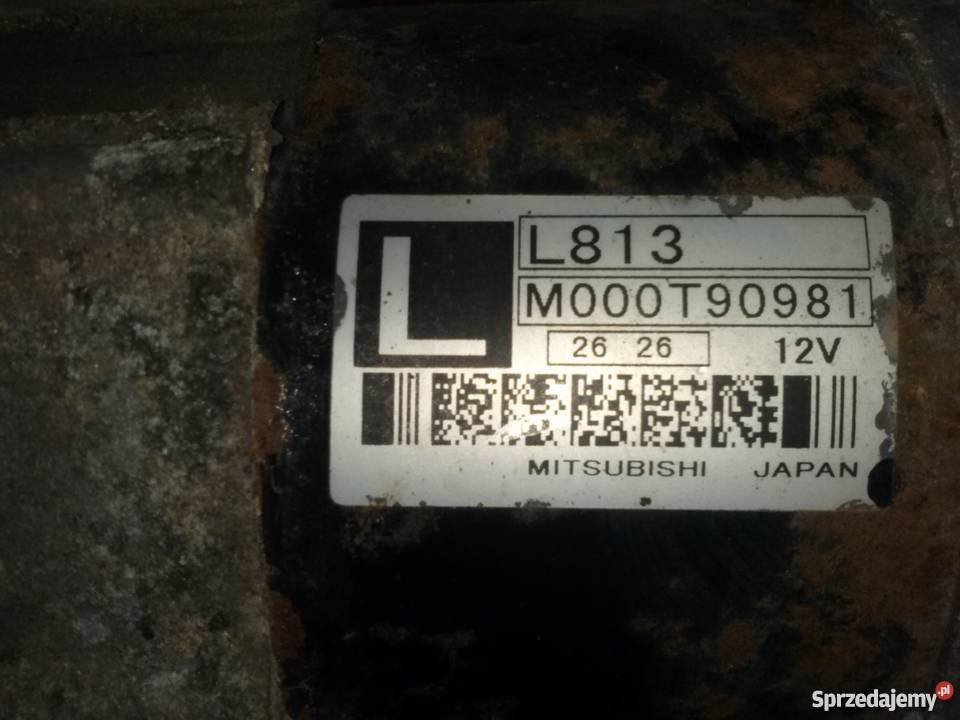 L
L813
M000T90981
26 26
12V
MITSUBISHI JAPAN
Sprzedajemy.pl